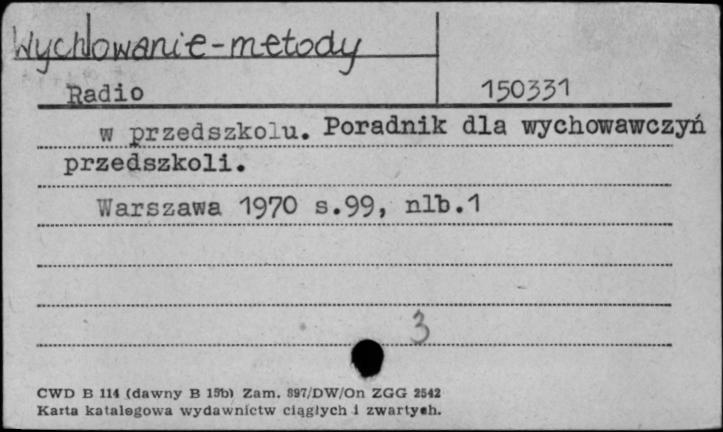 Wychowanie-metody
Radio 150331
w przedszkolu. Poradnik dla wychowawczyń
przedszkoli.
Warszawa 1970 s.99, nlb.1
3
CWD B 114 (dawny B 15b) Zam. 897/DW/On ZGG 2542
Karta katalogowa wydawnictw ciągłych i zwartych.